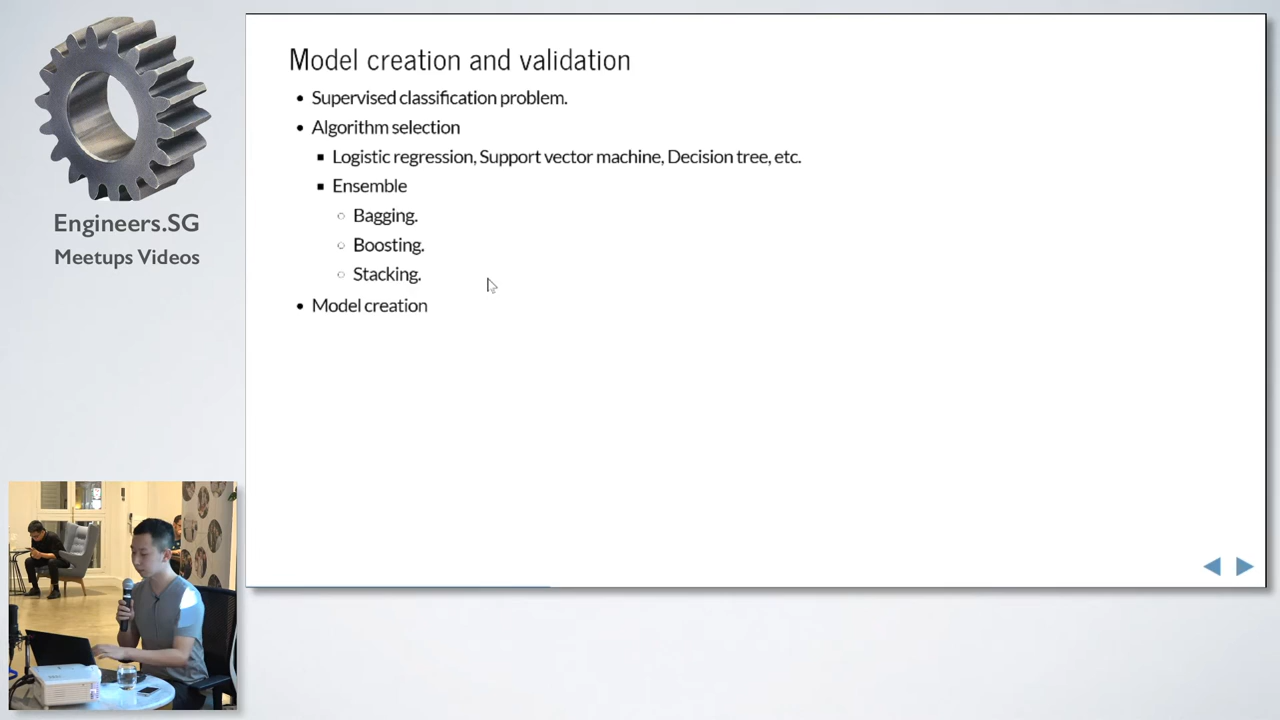 Engineers.SG
Meetups Videos
Model creation and validation
Supervised classification problem.
Algorithm selection
Logistic regression, Support vector machine, Decision tree, etc.
Ensemble
Bagging.
Boosting.
Stacking.
Model creation